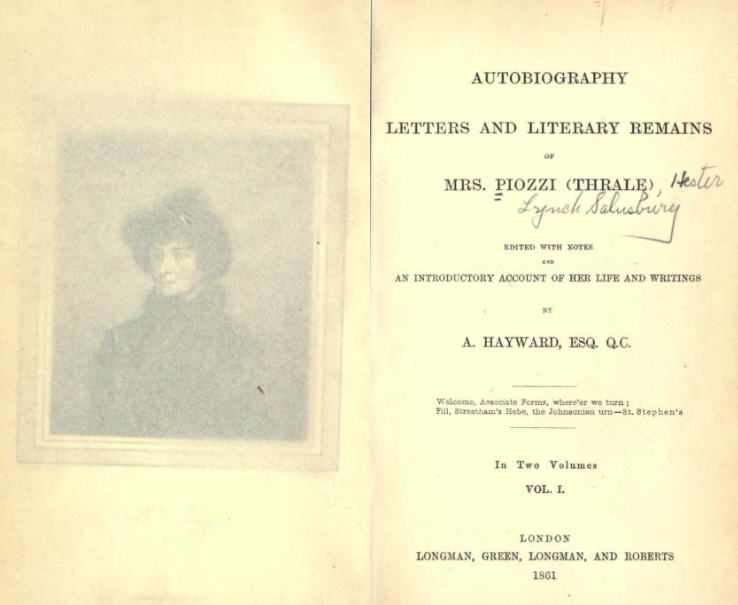 AUTOBIOGRAPHY
LETTERS AND LITERARY REMAINS
OF
MRS. PIOZZI (THRALE), Hester
Lynch Salusbury
EDITED WITH NOTES
AND
AN INTRODUCTORY ACCOUNT OF HER LIFE AND WRITINGS
BY
A. HAYWARD, ESQ. Q.C.
Welcome, Associate Forms, where'er we turn;
Fill, Streatham's Hebe, the Johnsonian urn—St. Stephen's
In Two Volumes
VOL. I.
LONDON
LONGMAN, GREEN, LONGMAN, AND ROBERTS
1861